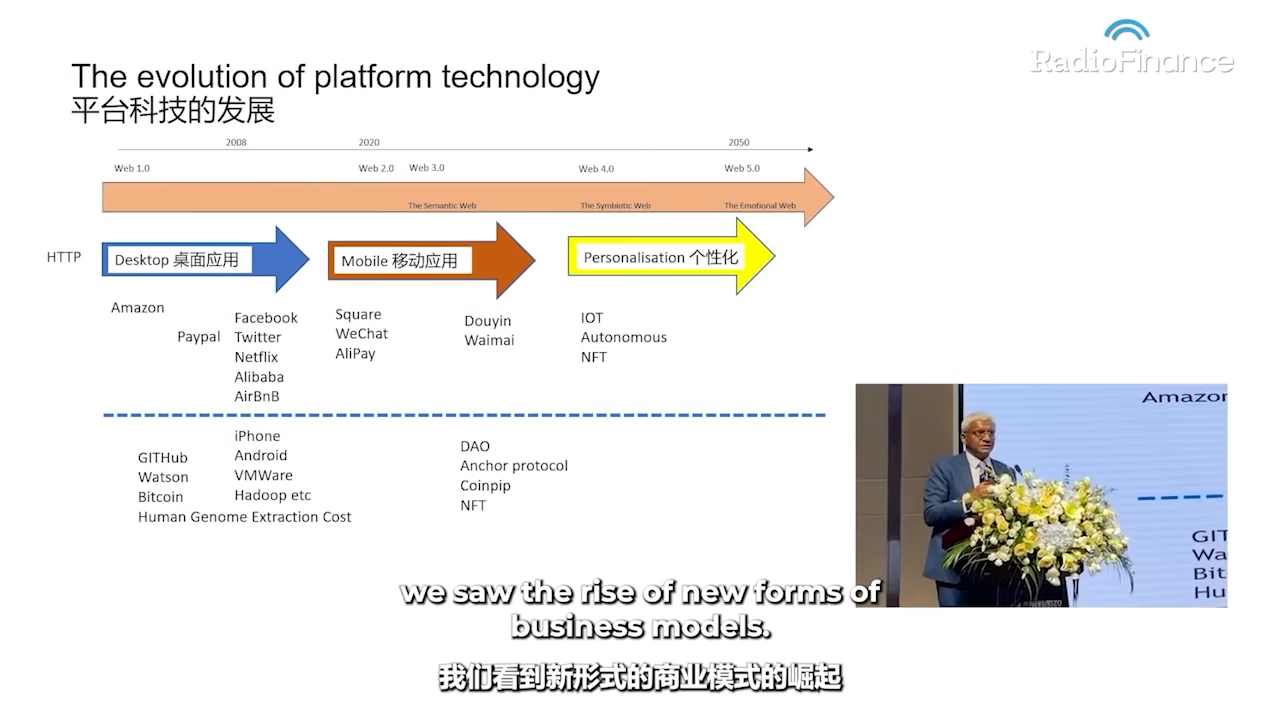 RadioFinance
The evolution of platform technology
平台科技的发展
2008 2020 2050
Web 1.0 Web 2.0 Web 3.0 Web 4.0 Web 5.0
The Semantic Web The Symbiotic Web The Emotional Web
HTTP Desktop 桌面应用 Mobile 移动应用 Personalisation 个性化
Amazon
Paypal
Facebook
Twitter
Netflix
Alibaba
AirBnB
Square
WeChat
AliPay
Douyin
Waimai
IOT
Autonomous
NFT
GITHub
Watson
Bitcoin
Human Genome Extraction Cost
iPhone
Android
VMWare
Hadoop etc
DAO
Anchor protocol
Coinpip
NFT
Amazor
GIT
Wa
Bit
Hu
we saw the rise of new forms of
business models.
我们看到新形式的商业模式的崛起